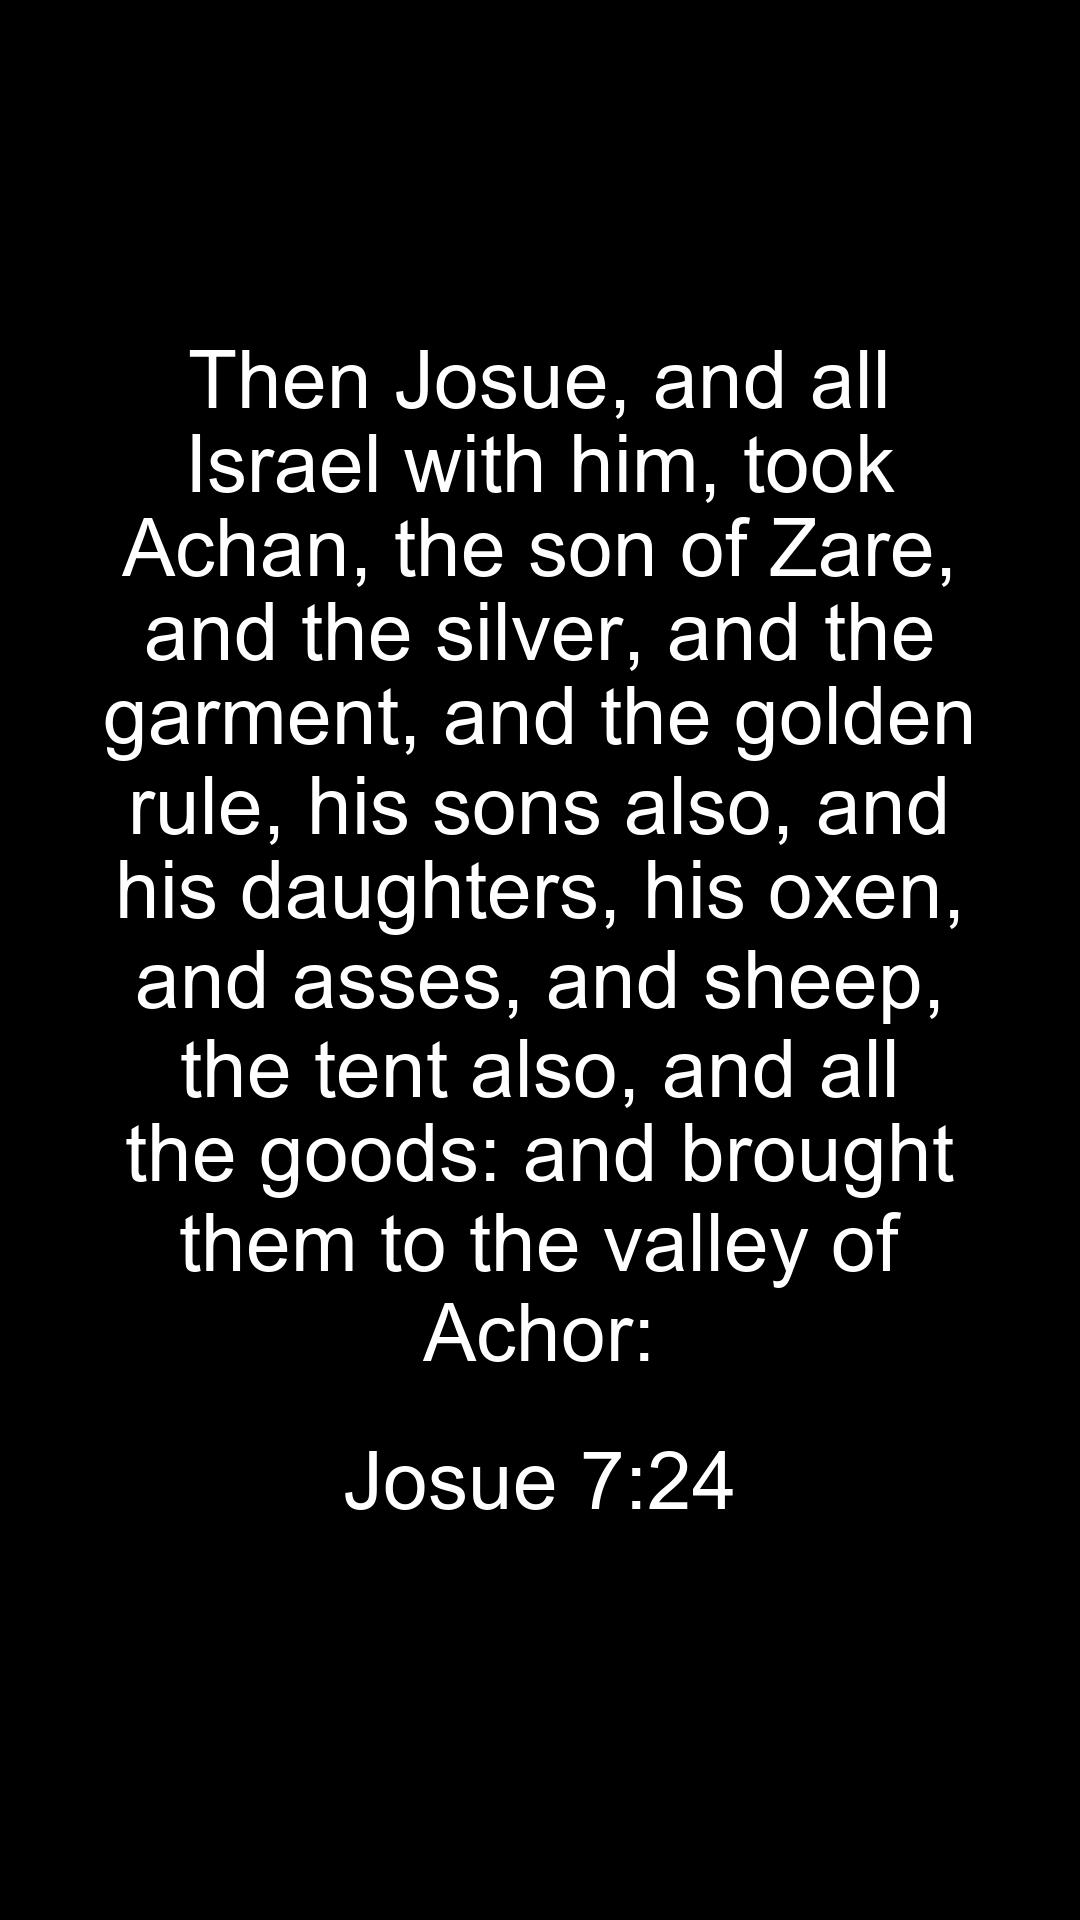 Then Josue, and all
Israel with him, took
Achan, the son of Zare,
and the silver, and the
garment, and the golden
rule, his sons also, and
his daughters, his oxen,
and asses, and sheep,
the tent also, and all
the goods: and brought
them to the valley of
Achor:
Josue 7:24